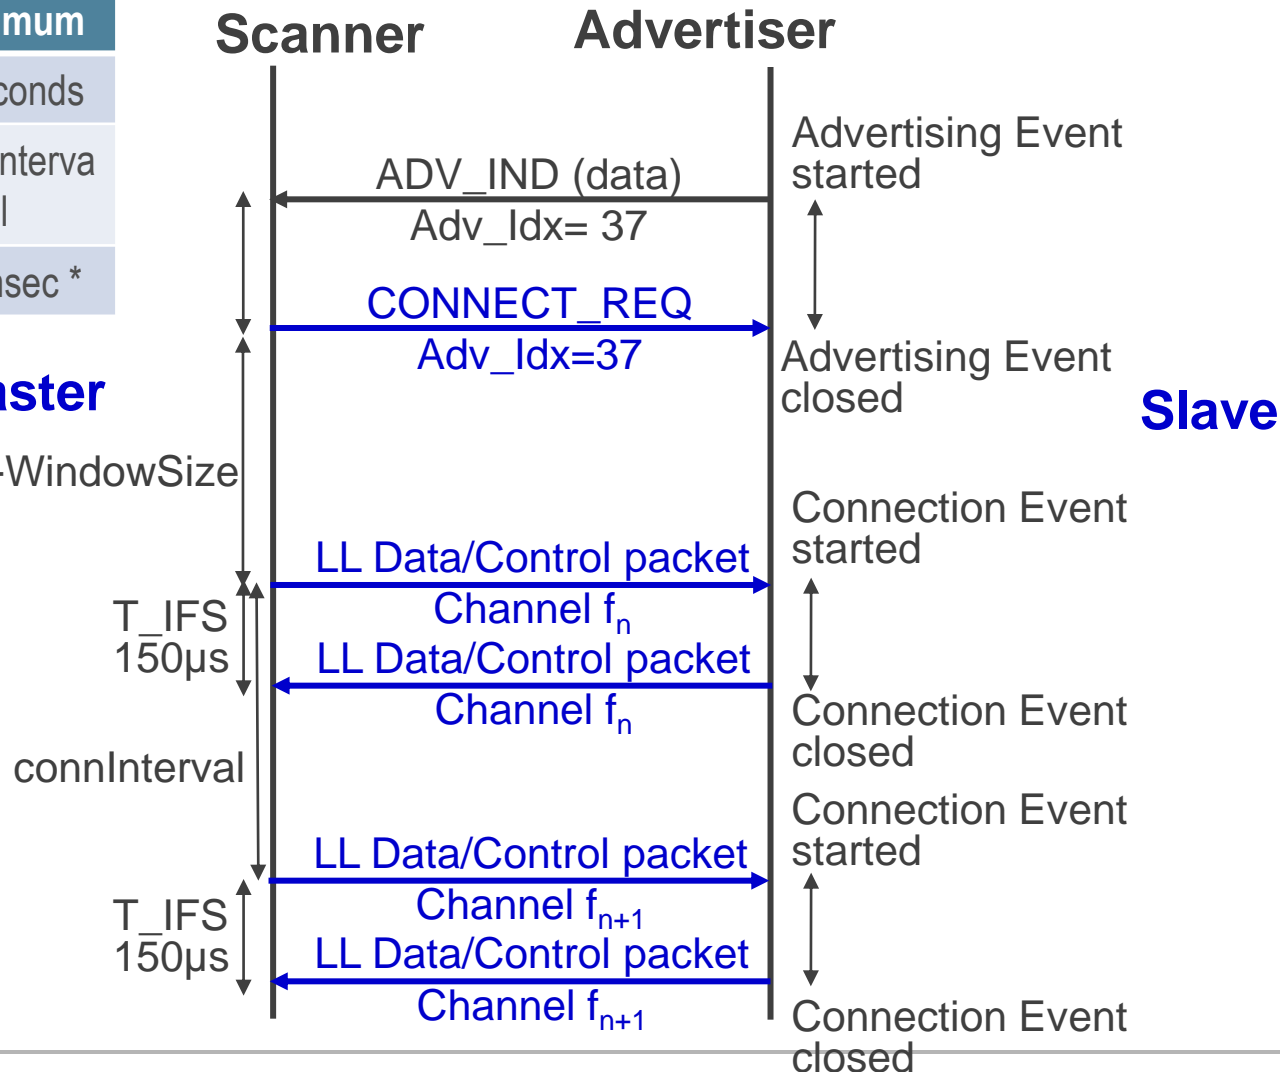 mum
Scanner
Advertiser
conds
nterva
l
nsec *
Advertising Event
started
ADV_IND (data)
Adv_Idx= 37
CONNECT_REQ
Adv_Idx=37
Advertising Event
closed
aster
Slave
-WindowSize
Connection Event
started
LL Data/Control packet
Channel fn
T_IFS
150µs
LL Data/Control packet
Channel fn
Connection Event
closed
connInterval
Connection Event
started
LL Data/Control packet
Channel fn+1
T_IFS
150µs
LL Data/Control packet
Channel fn+1
Connection Event
closed